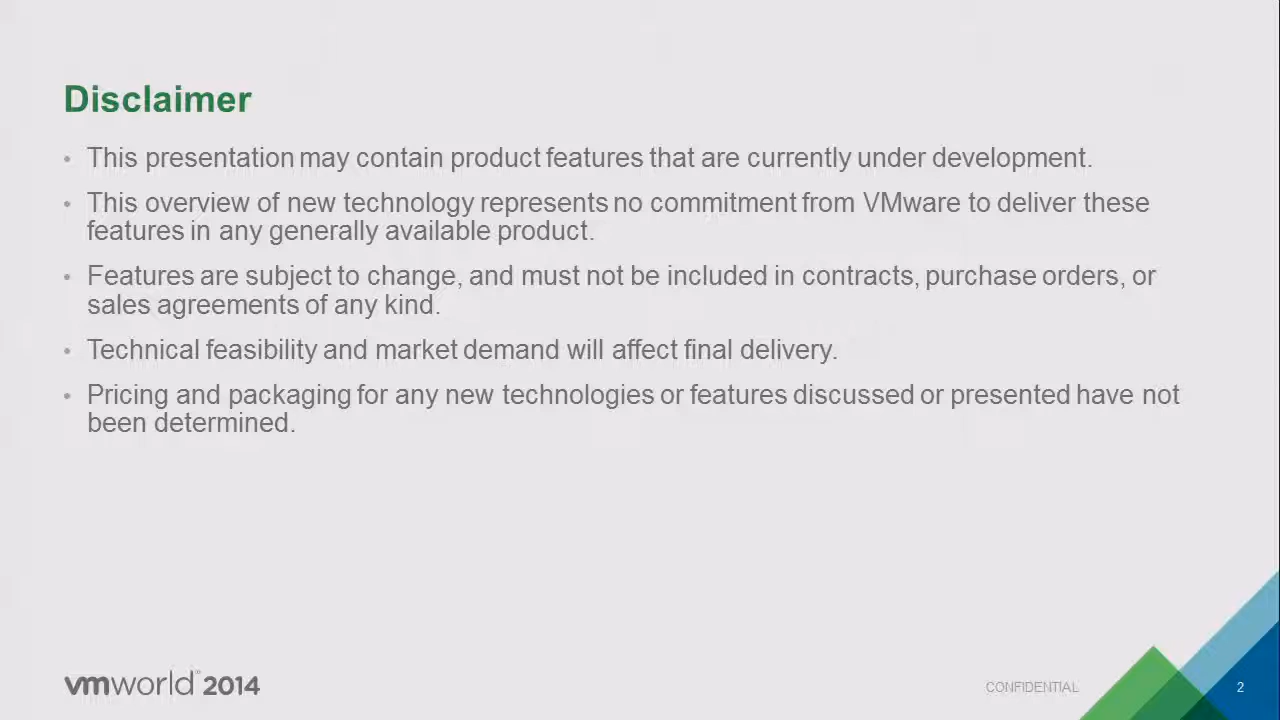 Disclaimer
• This presentation may contain product features that are currently under development.
• This overview of new technology represents no commitment from VMware to deliver these
features in any generally available product.
• Features are subject to change, and must not be included in contracts, purchase orders, or
sales agreements of any kind.
• Technical feasibility and market demand will affect final delivery.
• Pricing and packaging for any new technologies or features discussed or presented have not
been determined.
vmworld™ 2014
CONFIDENTIAL
2